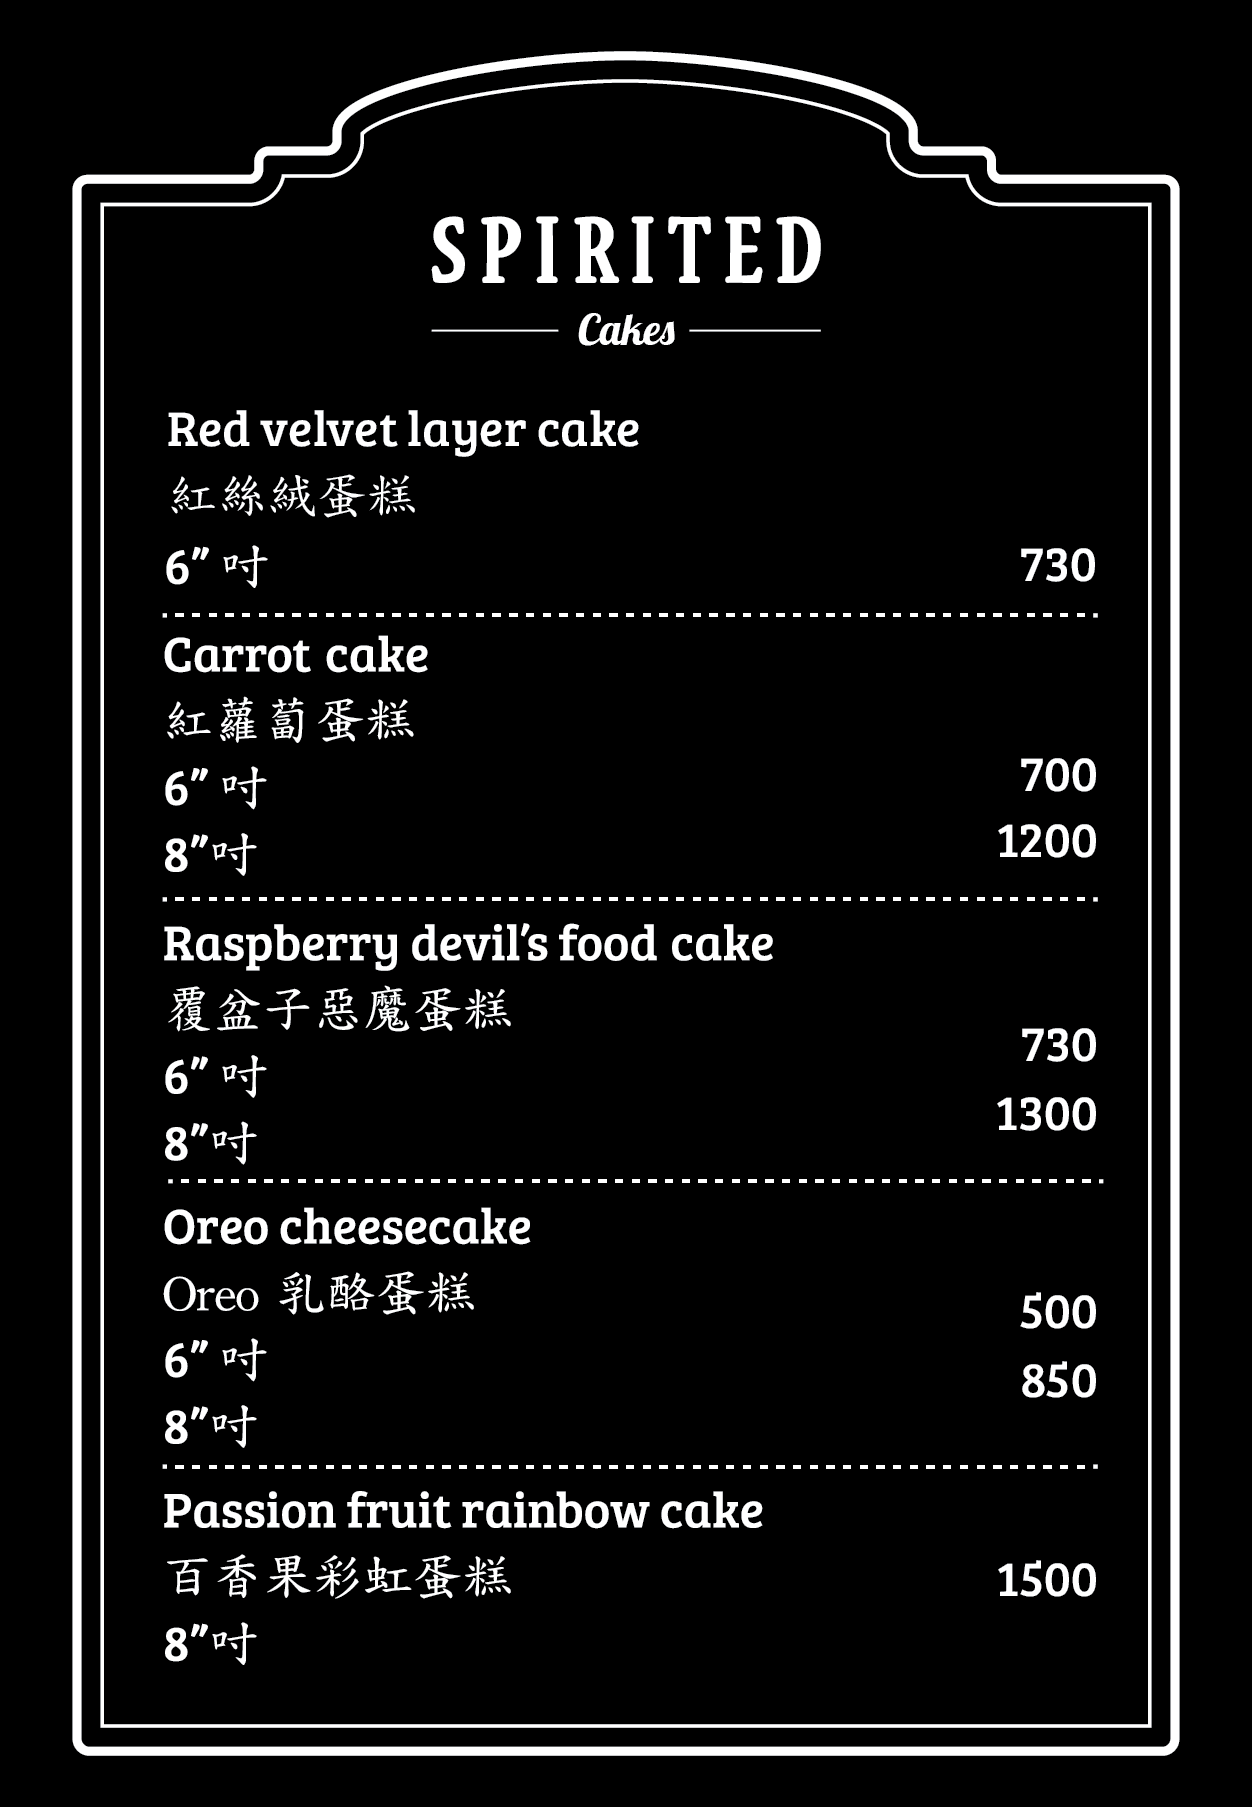 SPIRITED
Cakes
Red velvet layer cake
紅絲絨蛋糕
6” 吋 730
Carrot cake
紅蘿蔔蛋糕
6” 吋 700
8”吋 1200
Raspberry devil’s food cake
覆盆子惡魔蛋糕
6” 吋 730
8”吋 1300
Oreo cheesecake
Oreo 乳酪蛋糕
6” 吋 500
8”吋 850
Passion fruit rainbow cake
百香果彩虹蛋糕
8”吋 1500